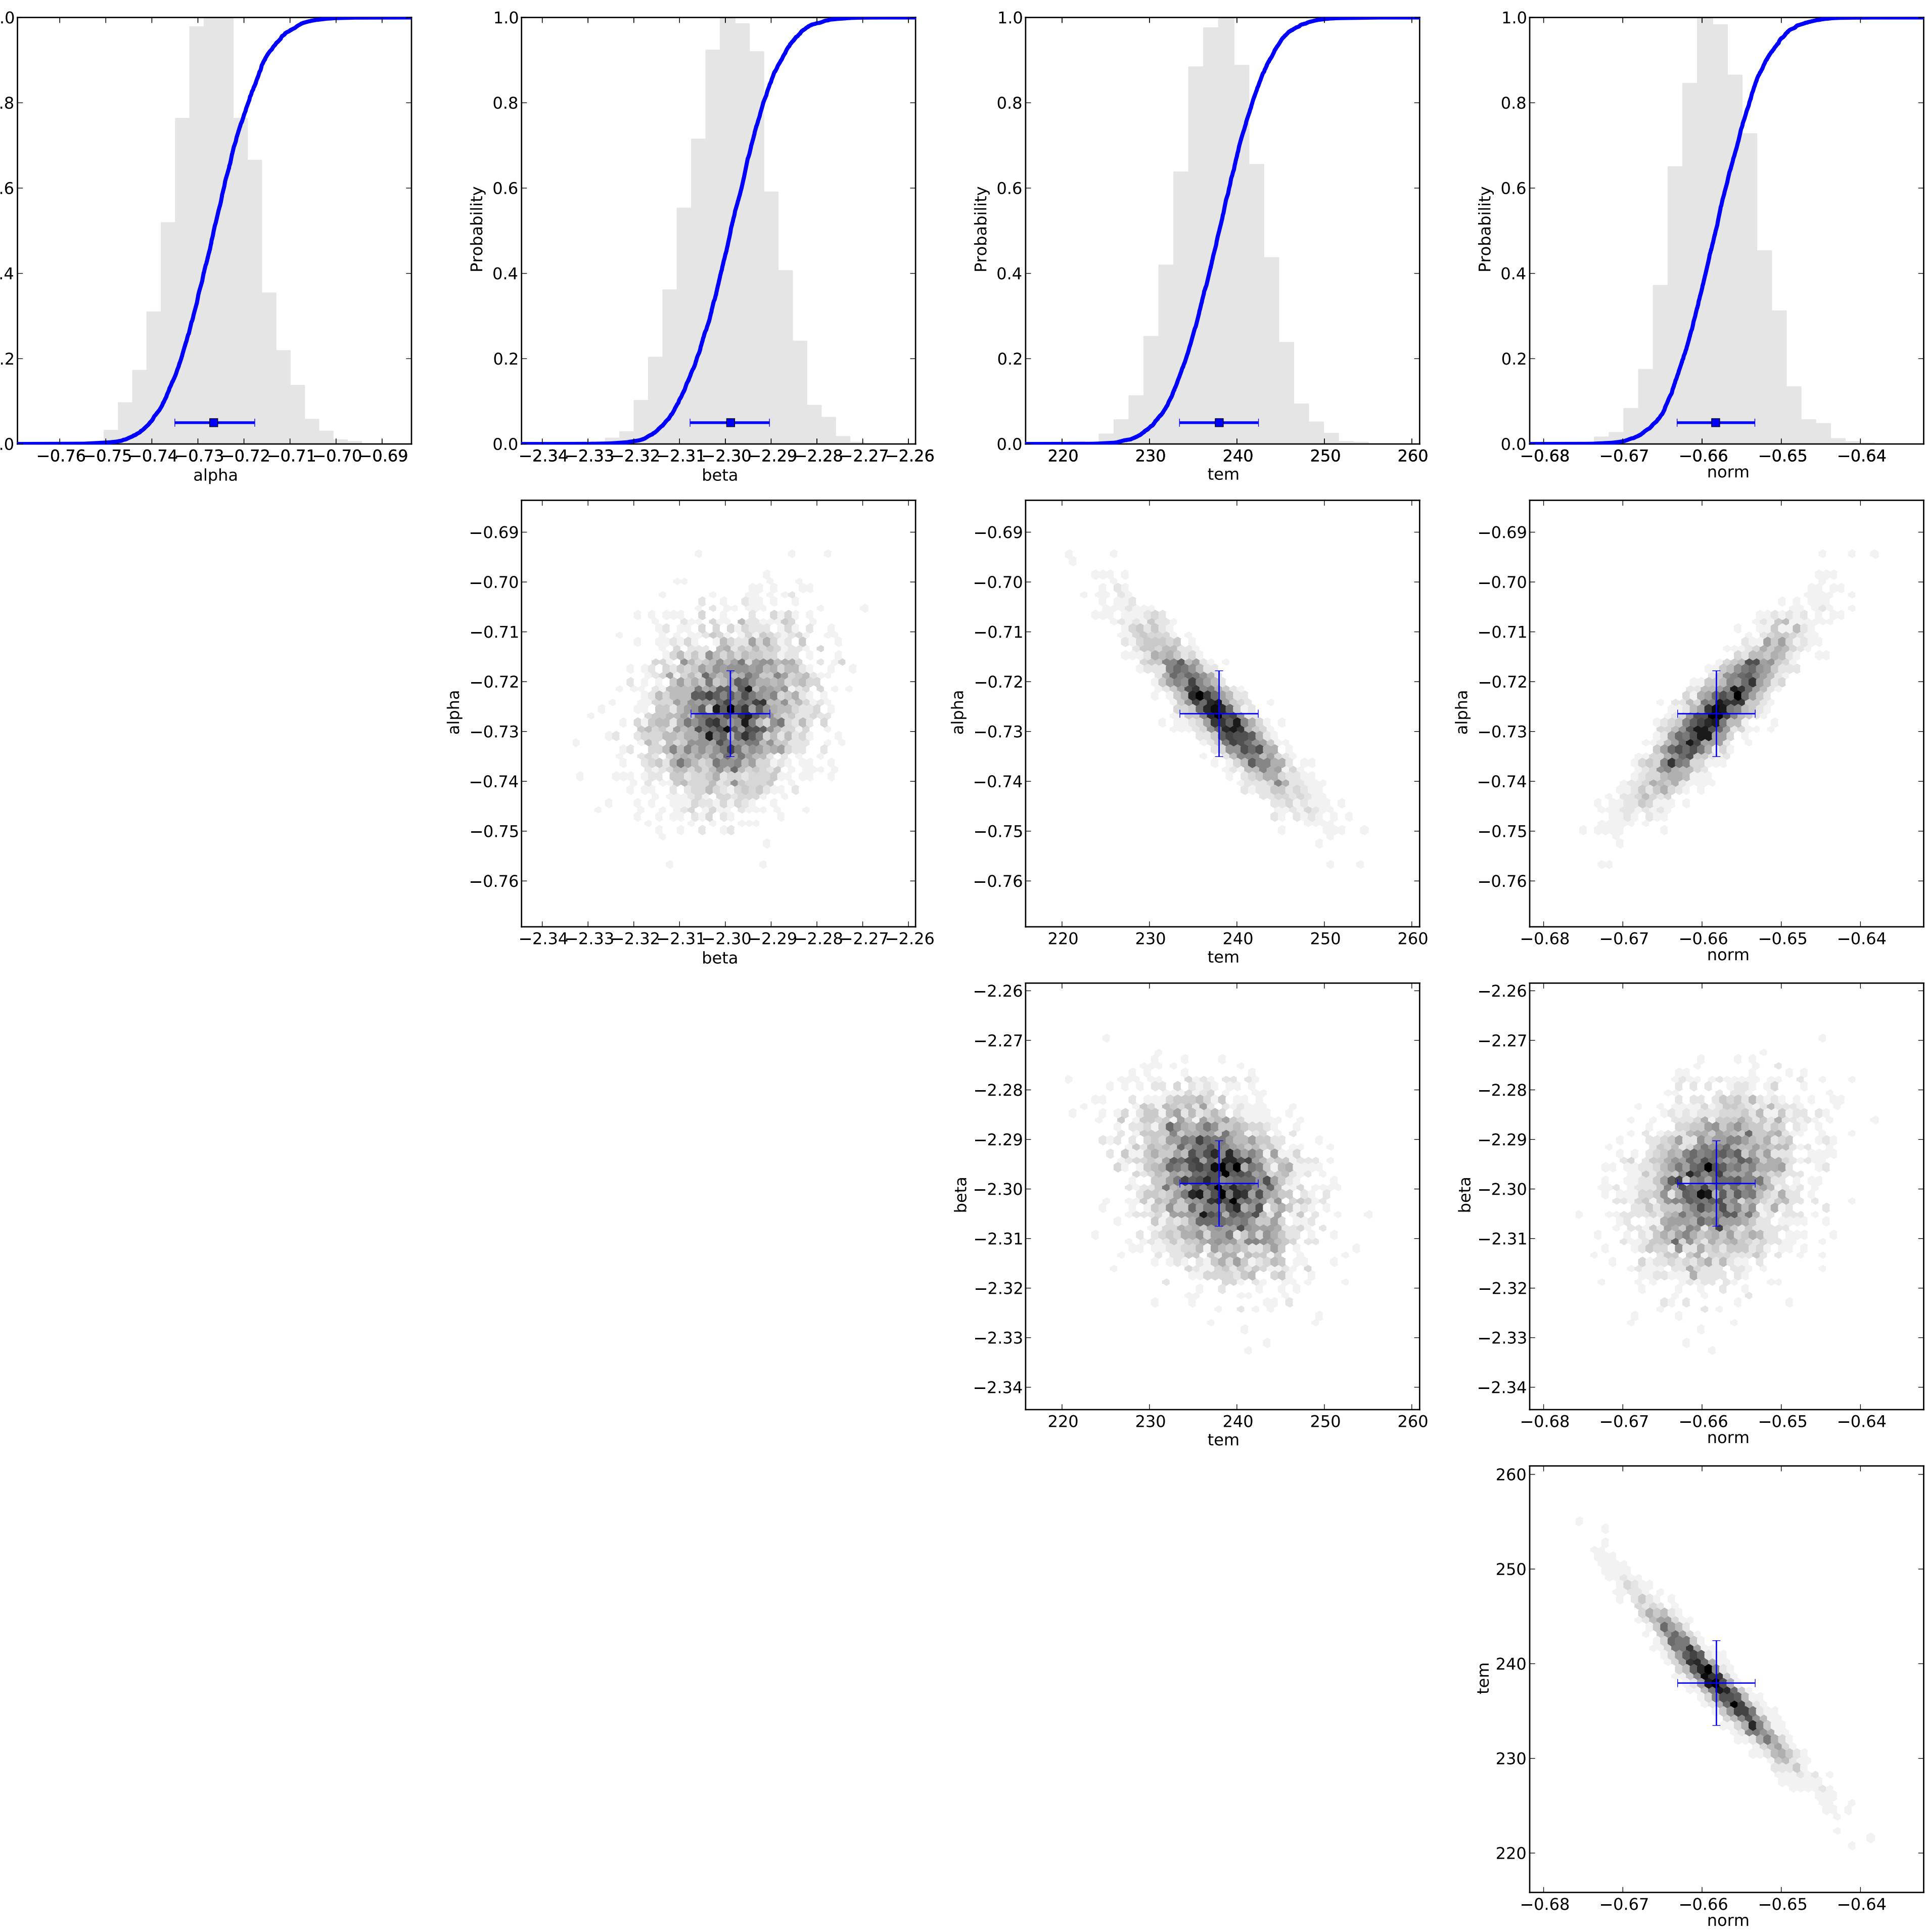 .0
.8
.6
.4
.2
0.0
−0.76−0.75−0.74−0.73−0.72−0.71−0.70−0.69
alpha
1.0
0.8
0.6
0.4
0.2
0.0
Probability
−2.34−2.33−2.32−2.31−2.30−2.29−2.28−2.27−2.26
beta
1.0
0.8
0.6
0.4
0.2
0.0
Probability
220 230 240 250 260
tem
1.0
0.8
0.6
0.4
0.2
0.0
Probability
−0.68 −0.67 −0.66 −0.65 −0.64
norm
−0.69
−0.70
−0.71
−0.72
−0.73
−0.74
−0.75
−0.76
alpha
−2.34−2.33−2.32−2.31−2.30−2.29−2.28−2.27−2.26
beta
−0.69
−0.70
−0.71
−0.72
−0.73
−0.74
−0.75
−0.76
alpha
220 230 240 250 260
tem
−0.69
−0.70
−0.71
−0.72
−0.73
−0.74
−0.75
−0.76
alpha
−0.68 −0.67 −0.66 −0.65 −0.64
norm
−2.26
−2.27
−2.28
−2.29
−2.30
−2.31
−2.32
−2.33
−2.34
beta
220 230 240 250 260
tem
−2.26
−2.27
−2.28
−2.29
−2.30
−2.31
−2.32
−2.33
−2.34
beta
−0.68 −0.67 −0.66 −0.65 −0.64
norm
260
250
240
230
220
tem
−0.68 −0.67 −0.66 −0.65 −0.64
norm